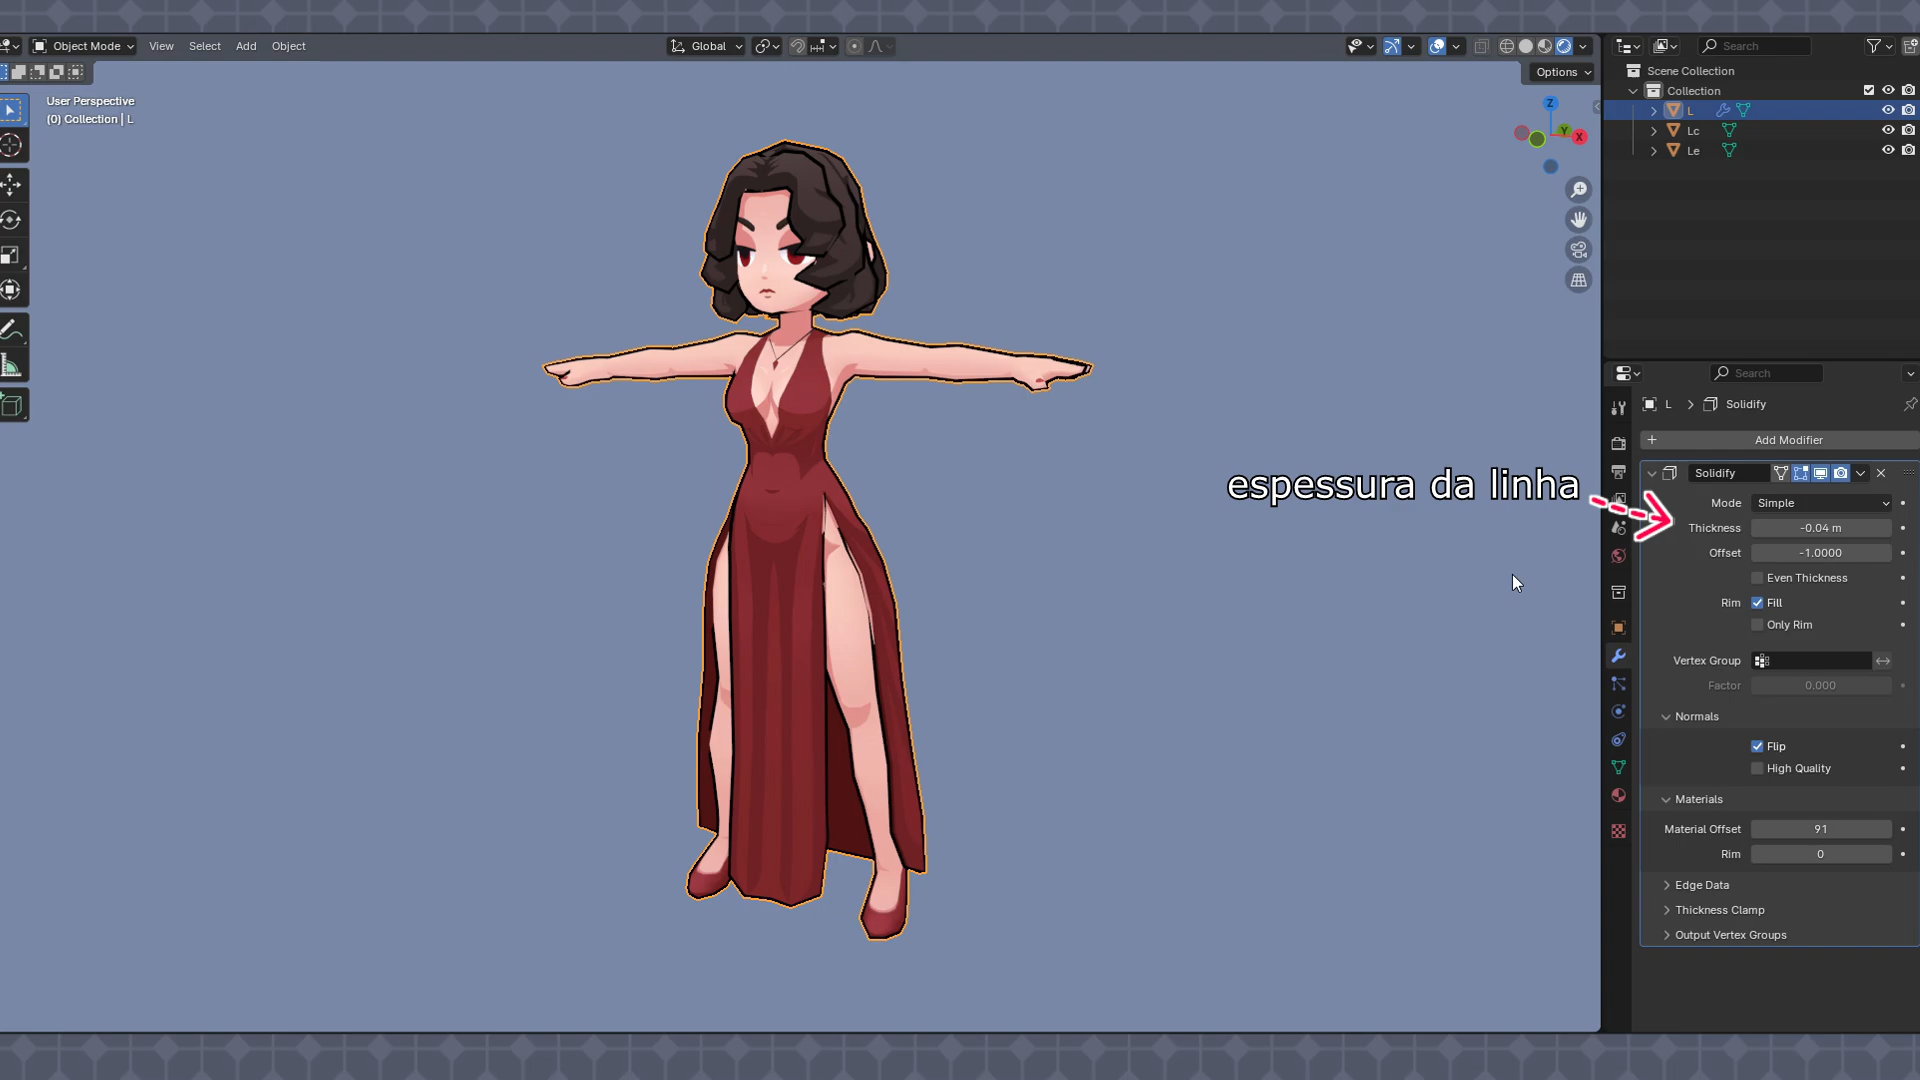 Object Mode View Select Add Object Global Search
Options
User Perspective
(0) Collection | L
Z
Y
X
Scene Collection
Collection
L
Lc
Le
Search
L > Solidify
+ Add Modifier
Solidify
espessura da linha
Mode Simple
Thickness -0.04 m
Offset -1.0000
Even Thickness
Rim Fill
Only Rim
Vertex Group
Factor 0.000
Normals
Flip
High Quality
Materials
Material Offset 91
Rim 0
Edge Data
Thickness Clamp
Output Vertex Groups